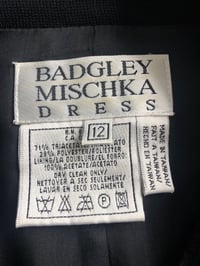 BADGLEY
MISCHKA
DRESS
R.N.
C.A.
12
71% TRIACETATE/TRIACETATO
29% POLYESTER/POLIESTER
LINING/LA DOUBLURE/EL FORRO:
100% ACETATE/ACETATO
DRY CLEAN ONLY/
NETTOYER A SEC SEULEMENT/
LAVAR EN SECO SOLAMENTE
P
MADE IN TAIWAN/
FAIT A TAIWAN/
HECHO EN TAIWAN